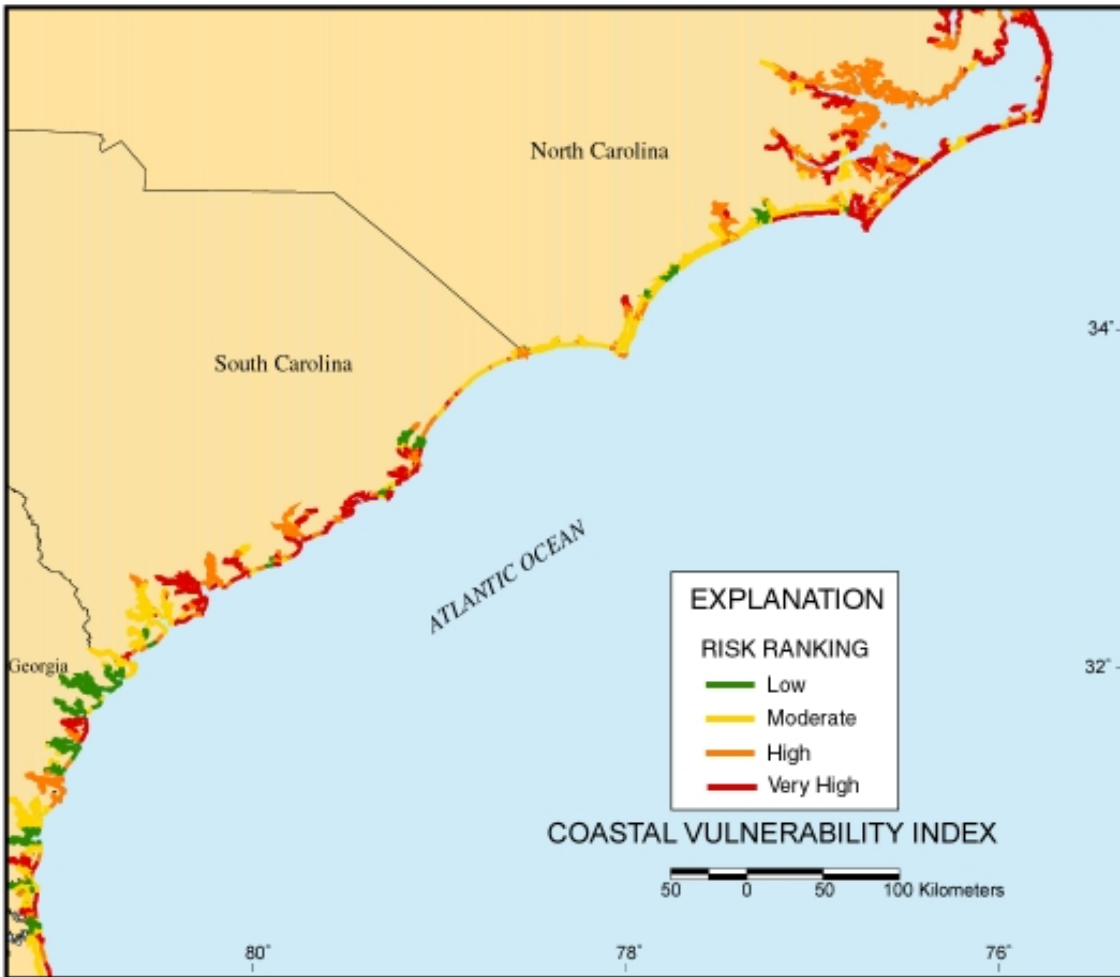 North Carolina
34°
South Carolina
ATLANTIC OCEAN
EXPLANATION
RISK RANKING
Georgia
32°
Low
Moderate
High
Very High
COASTAL VULNERABILITY INDEX
50 0 50 100 Kilometers
80° 78° 76°